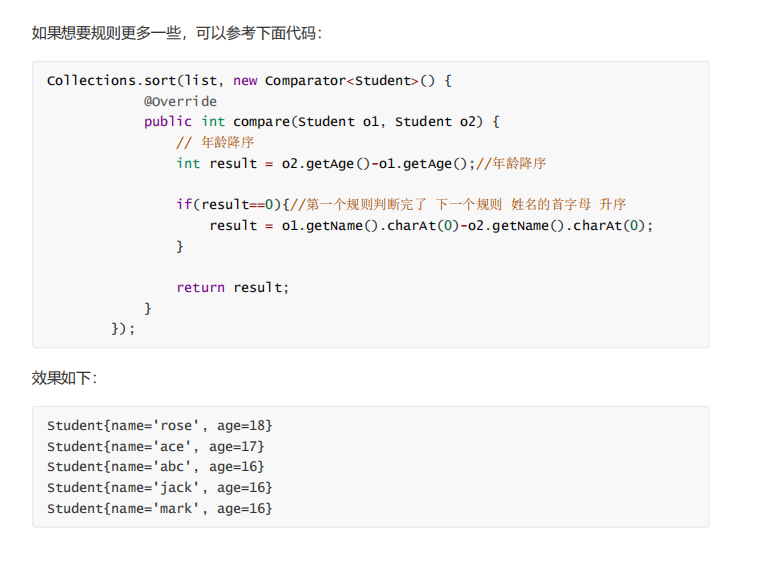 如果想要规则更多一些，可以参考下面代码：
Collections.sort(list, new Comparator<Student>() {
            @Override
            public int compare(Student o1, Student o2) {
                // 年龄降序
                int result = o2.getAge()-o1.getAge();//年龄降序

                if(result==0){//第一个规则判断完了 下一个规则 姓名的首字母 升序
                    result = o1.getName().charAt(0)-o2.getName().charAt(0);
                }

                return result;
            }
        });
效果如下：
Student{name='rose', age=18}
Student{name='ace', age=17}
Student{name='abc', age=16}
Student{name='jack', age=16}
Student{name='mark', age=16}